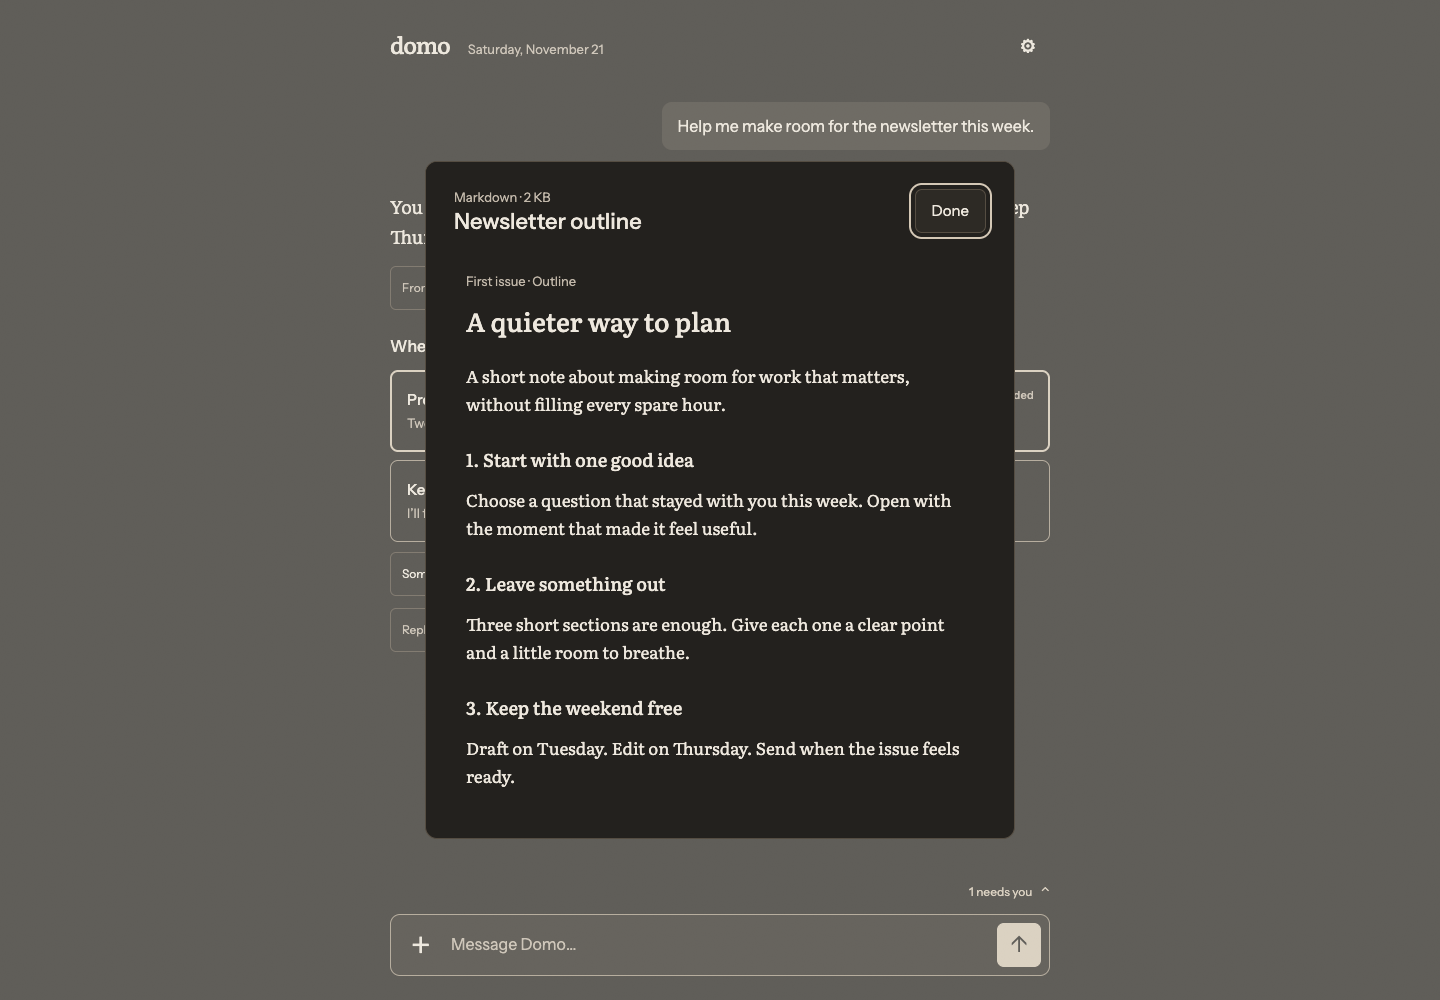 domo
Saturday, November 21
Help me make room for the newsletter this week.
You
Markdown · 2 KB
Newsletter outline
Done
First issue · Outline
A quieter way to plan
A short note about making room for work that matters,
without filling every spare hour.
1. Start with one good idea
Choose a question that stayed with you this week. Open with
the moment that made it feel useful.
2. Leave something out
Three short sections are enough. Give each one a clear point
and a little room to breathe.
3. Keep the weekend free
Draft on Tuesday. Edit on Thursday. Send when the issue feels
ready.
I'll
1 needs you
Message Domo...